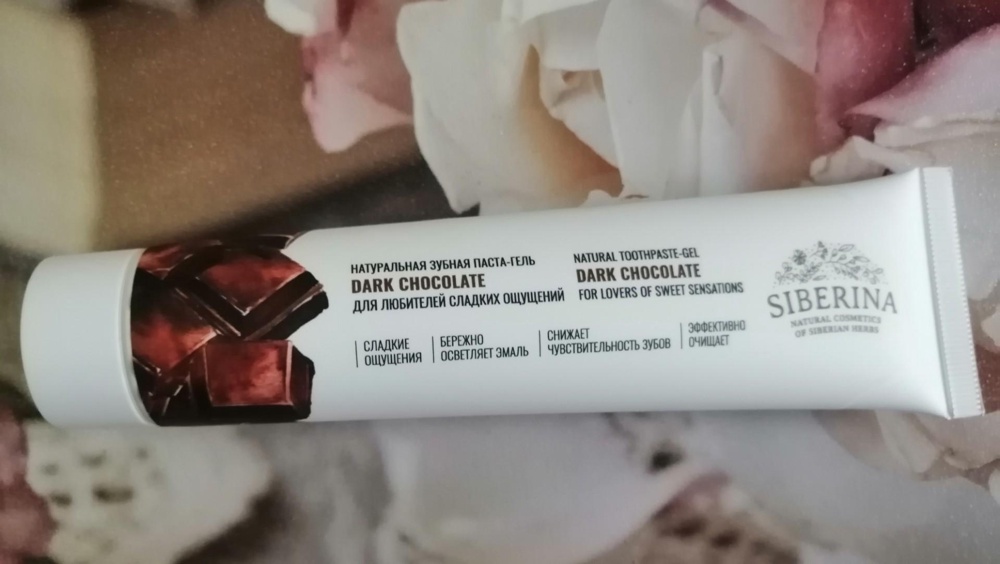 НАТУРАЛЬНАЯ ЗУБНАЯ ПАСТА-ГЕЛЬ
DARK CHOCOLATE
ДЛЯ ЛЮБИТЕЛЕЙ СЛАДКИХ ОЩУЩЕНИЙ
NATURAL TOOTHPASTE-GEL
DARK CHOCOLATE
FOR LOVERS OF SWEET SENSATIONS
СЛАДКИЕ
ОЩУЩЕНИЯ
БЕРЕЖНО
ОСВЕТЛЯЕТ ЭМАЛЬ
СНИЖАЕТ
ЧУВСТВИТЕЛЬНОСТЬ ЗУБОВ
ЭФФЕКТИВНО
ОЧИЩАЕТ
SIBERINA
NATURAL COSMETICS
OF SIBERIAN HERBS